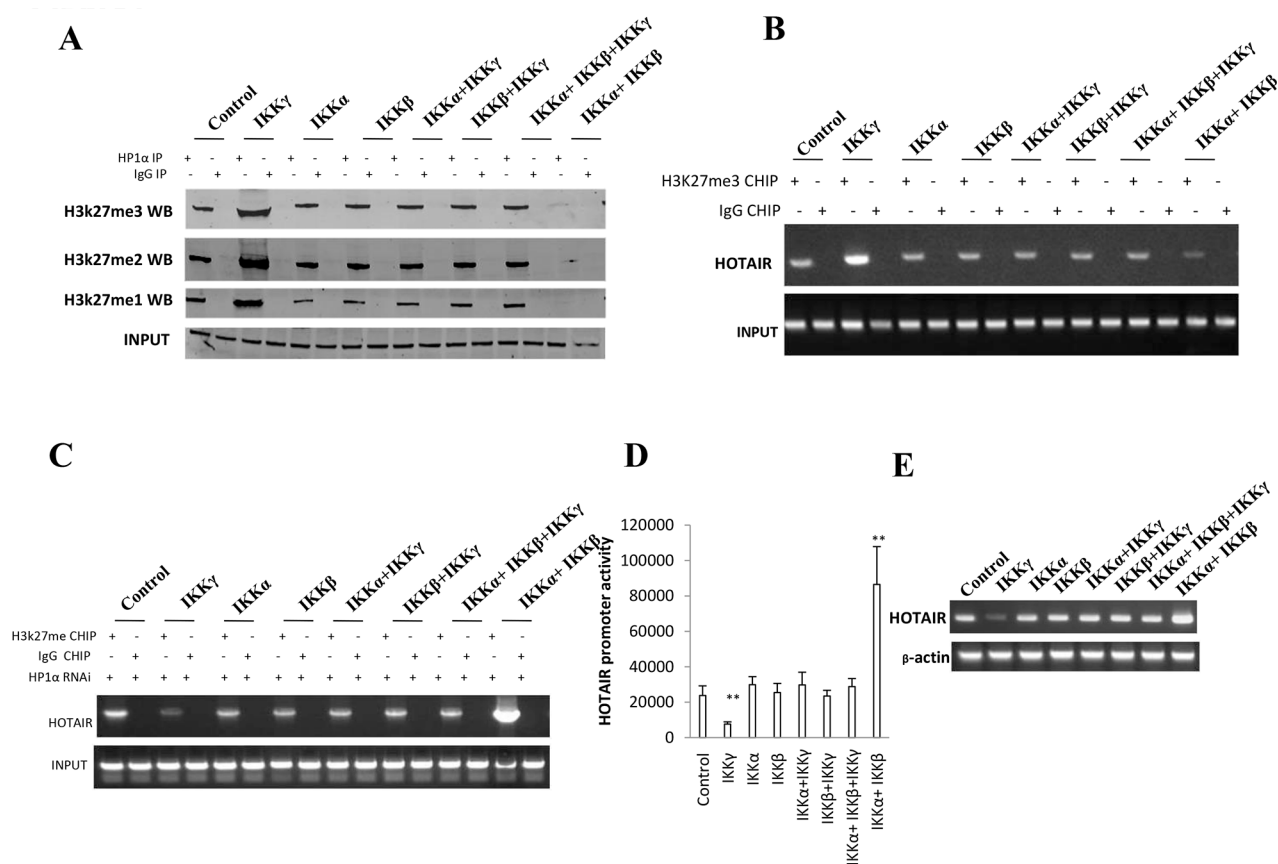 A
Control
IKKγ
IKKα
IKKβ
IKKα+IKKγ
IKKβ+IKKγ
IKKα+ IKKβ+IKKγ
IKKα+ IKKβ
HP1α IP + - + - + - + - + - + - + - + -
IgG IP - + - + - + - + - + - + - + - +
H3k27me3 WB
H3k27me2 WB
H3k27me1 WB
INPUT
B
Control
IKKγ
IKKα
IKKβ
IKKα+IKKγ
IKKβ+IKKγ
IKKα+ IKKβ+IKKγ
IKKα+ IKKβ
H3K27me3 CHIP + - + - + - + - + - + - + - + -
IgG CHIP - + - + - + - + - + - + - + - +
HOTAIR
INPUT
C
Control
IKKγ
IKKα
IKKβ
IKKα+IKKγ
IKKβ+IKKγ
IKKα+ IKKβ+IKKγ
IKKα+ IKKβ
H3k27me CHIP + - + - + - + - + - + - + - + -
IgG CHIP - + - + - + - + - + - + - + - +
HP1α RNAi + + + + + + + + + + + + + + + +
HOTAIR
INPUT
D
HOTAIR promoter activity
120000
100000
80000
60000
40000
20000
0
**
**
Control
IKKγ
IKKα
IKKβ
IKKα+IKKγ
IKKβ+IKKγ
IKKα+ IKKβ+IKKγ
IKKα+ IKKβ
E
Control
IKKγ
IKKα
IKKβ
IKKα+IKKγ
IKKβ+IKKγ
IKKα+ IKKβ+IKKγ
IKKα+ IKKβ
HOTAIR
β-actin